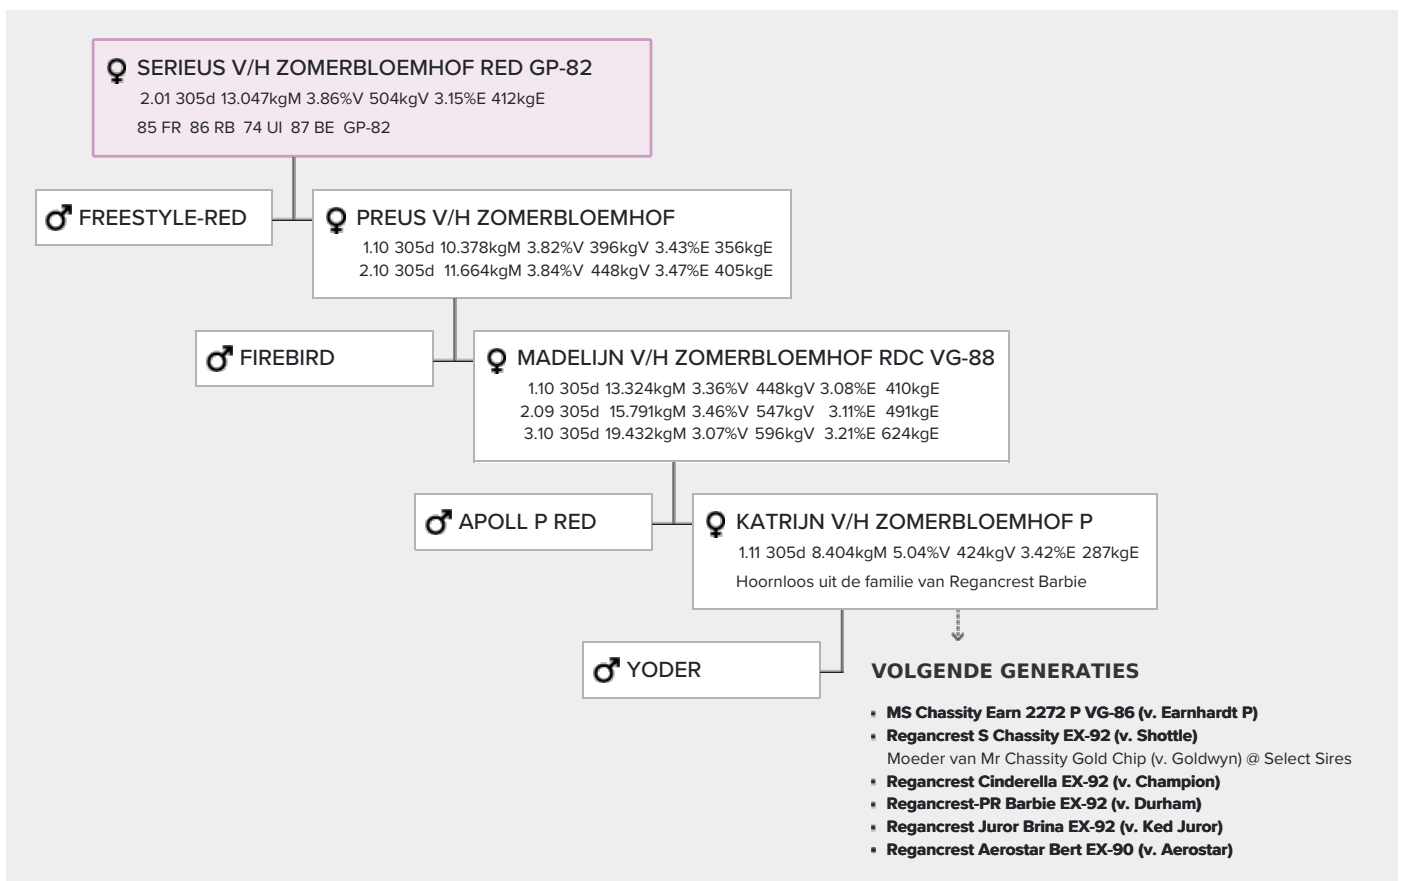 SERIEUS V/H ZOMERBLOEMHOF RED GP-82
2.01 305d 13.047kgM 3.86%V 504kgV 3.15%E 412kgE
85 FR 86 RB 74 UI 87 BE GP-82
FREESTYLE-RED
PREUS V/H ZOMERBLOEMHOF
1.10 305d 10.378kgM 3.82%V 396kgV 3.43%E 356kgE
2.10 305d 11.664kgM 3.84%V 448kgV 3.47%E 405kgE
FIREBIRD
MADELIJN V/H ZOMERBLOEMHOF RDC VG-88
1.10 305d 13.324kgM 3.36%V 448kgV 3.08%E 410kgE
2.09 305d 15.791kgM 3.46%V 547kgV 3.11%E 491kgE
3.10 305d 19.432kgM 3.07%V 596kgV 3.21%E 624kgE
APOLL P RED
KATRIJN V/H ZOMERBLOEMHOF P
1.11 305d 8.404kgM 5.04%V 424kgV 3.42%E 287kgE
Hoornloos uit de familie van Regancrest Barbie
YODER
VOLGENDE GENERATIES
▪ MS Chassity Earn 2272 P VG-86 (v. Earnhardt P)
▪ Regancrest S Chassity EX-92 (v. Shottle)
Moeder van Mr Chassity Gold Chip (v. Goldwyn) @ Select Sires
▪ Regancrest Cinderella EX-92 (v. Champion)
▪ Regancrest-PR Barbie EX-92 (v. Durham)
▪ Regancrest Juror Brina EX-92 (v. Ked Juror)
▪ Regancrest Aerostar Bert EX-90 (v. Aerostar)